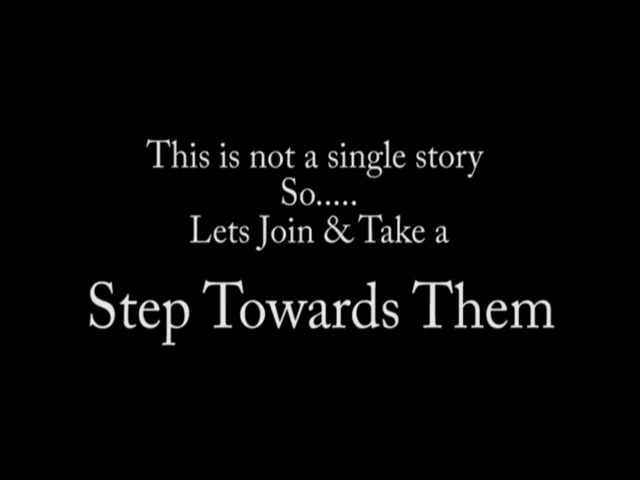 This is not a single story
So.....
Lets Join & Take a
Step Towards Them